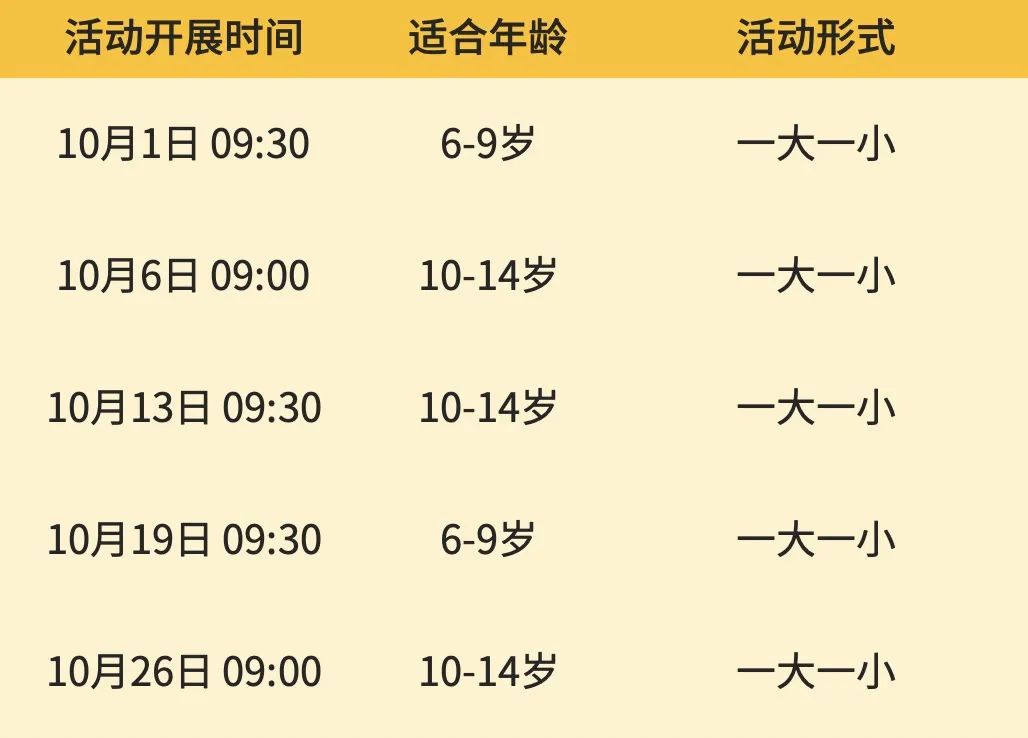 活动开展时间 适合年龄 活动形式
10月1日 09:30 6-9岁 一大一小
10月6日 09:00 10-14岁 一大一小
10月13日 09:30 10-14岁 一大一小
10月19日 09:30 6-9岁 一大一小
10月26日 09:00 10-14岁 一大一小